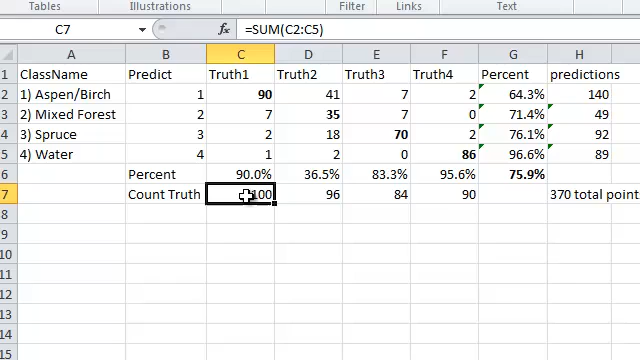 Tables Illustrations Filter Links Text
C7 fx =SUM(C2:C5)
A B C D E F G H
1 ClassName Predict Truth1 Truth2 Truth3 Truth4 Percent predictions
2 1) Aspen/Birch 1 90 41 7 2 64.3% 140
3 2) Mixed Forest 2 7 35 7 0 71.4% 49
4 3) Spruce 3 2 18 70 2 76.1% 92
5 4) Water 4 1 2 0 86 96.6% 89
6 Percent 90.0% 36.5% 83.3% 95.6% 75.9%
7 Count Truth 100 96 84 90 370 total points
8
9
10
11
12
13
14
15